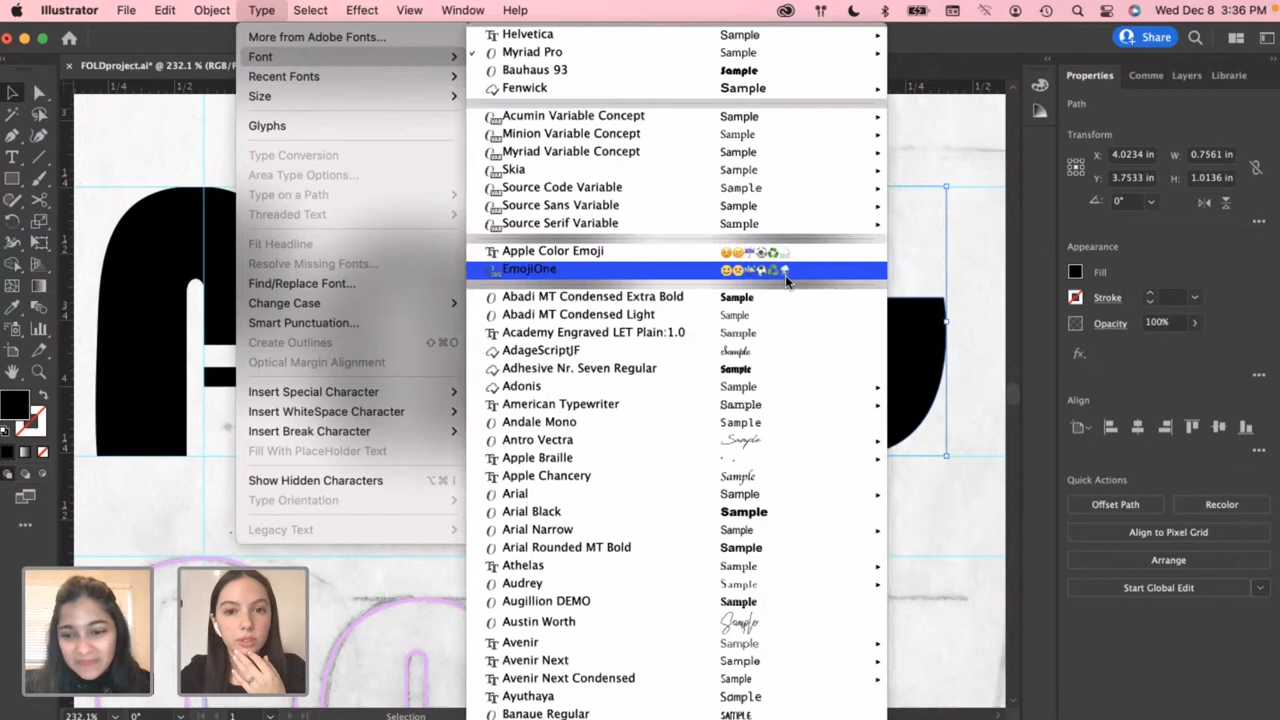 Illustrator File Edit Object Type Select Effect View Window Help Wed Dec 8 3:36 PM
Share
FOLDproject.ai* @ 232.1 % (RGB/P
Properties Comme Layers Librarie
1/4 1/2 1/4 1/2
More from Adobe Fonts...
Font
Recent Fonts
Size
Glyphs
Type Conversion
Area Type Options...
Type on a Path
Threaded Text
Fit Headline
Resolve Missing Fonts...
Find/Replace Font...
Change Case
Smart Punctuation...
Create Outlines ⇧⌘O
Optical Margin Alignment
Insert Special Character
Insert WhiteSpace Character
Insert Break Character
Fill With PlaceHolder Text
Show Hidden Characters ⌥⌘I
Type Orientation
Legacy Text
Helvetica Sample
Myriad Pro Sample
Bauhaus 93 Sample
Fenwick Sample
Acumin Variable Concept Sample
Minion Variable Concept Sample
Myriad Variable Concept Sample
Skia Sample
Source Code Variable Sample
Source Sans Variable Sample
Source Serif Variable Sample
Apple Color Emoji
EmojiOne
Abadi MT Condensed Extra Bold Sample
Abadi MT Condensed Light Sample
Academy Engraved LET Plain:1.0 Sample
AdageScriptJF Sample
Adhesive Nr. Seven Regular Sample
Adonis Sample
American Typewriter Sample
Andale Mono Sample
Antro Vectra Sample
Apple Braille
Apple Chancery Sample
Arial Sample
Arial Black Sample
Arial Narrow Sample
Arial Rounded MT Bold Sample
Athelas Sample
Audrey Sample
Augillion DEMO Sample
Austin Worth Sample
Avenir Sample
Avenir Next Sample
Avenir Next Condensed Sample
Ayuthaya Sample
Banaue Regular SAMPLE
Path
Transform
X: 4.0234 in W: 0.7561 in
Y: 3.7533 in H: 1.0136 in
0°
Appearance
Fill
Stroke
Opacity 100%
fx
Align
Quick Actions
Offset Path Recolor
Align to Pixel Grid
Arrange
Start Global Edit
232.1% 0° 1 Selection